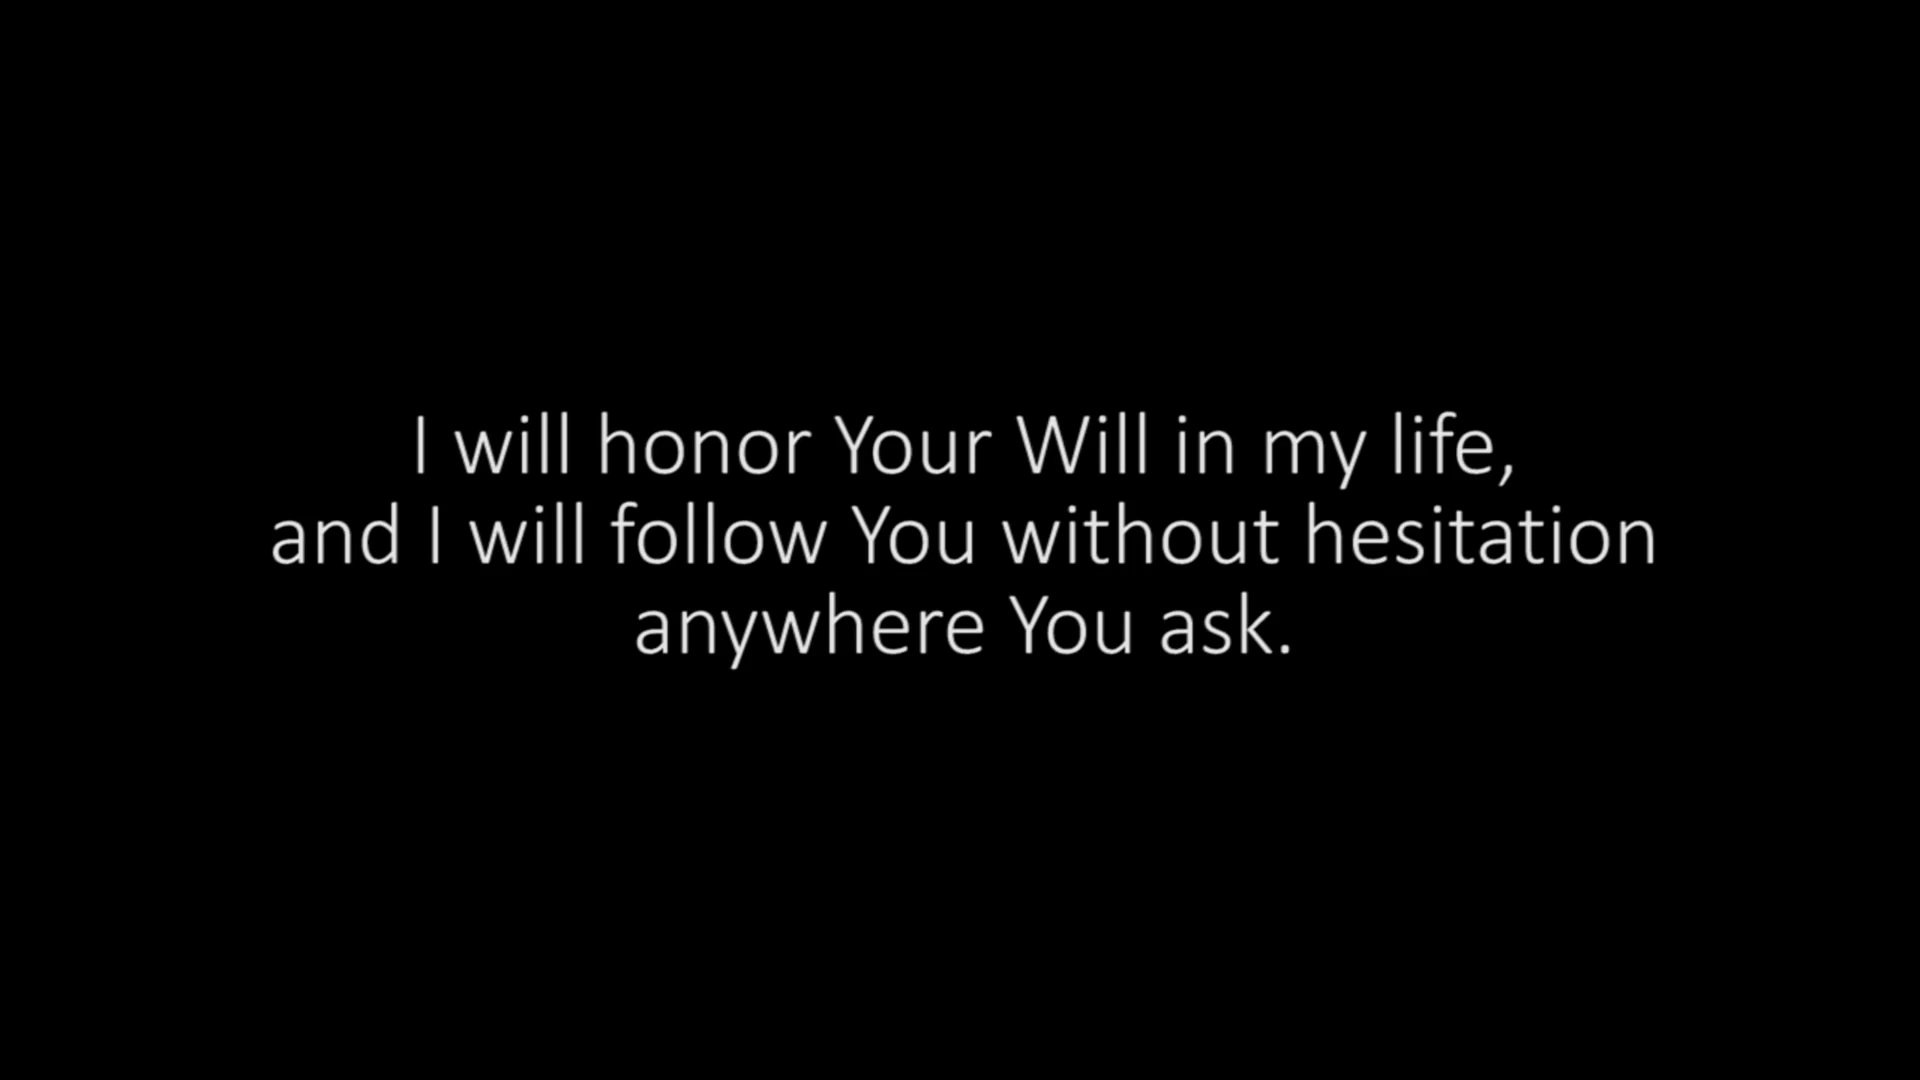 I will honor Your Will in my life,
and I will follow You without hesitation
anywhere You ask.